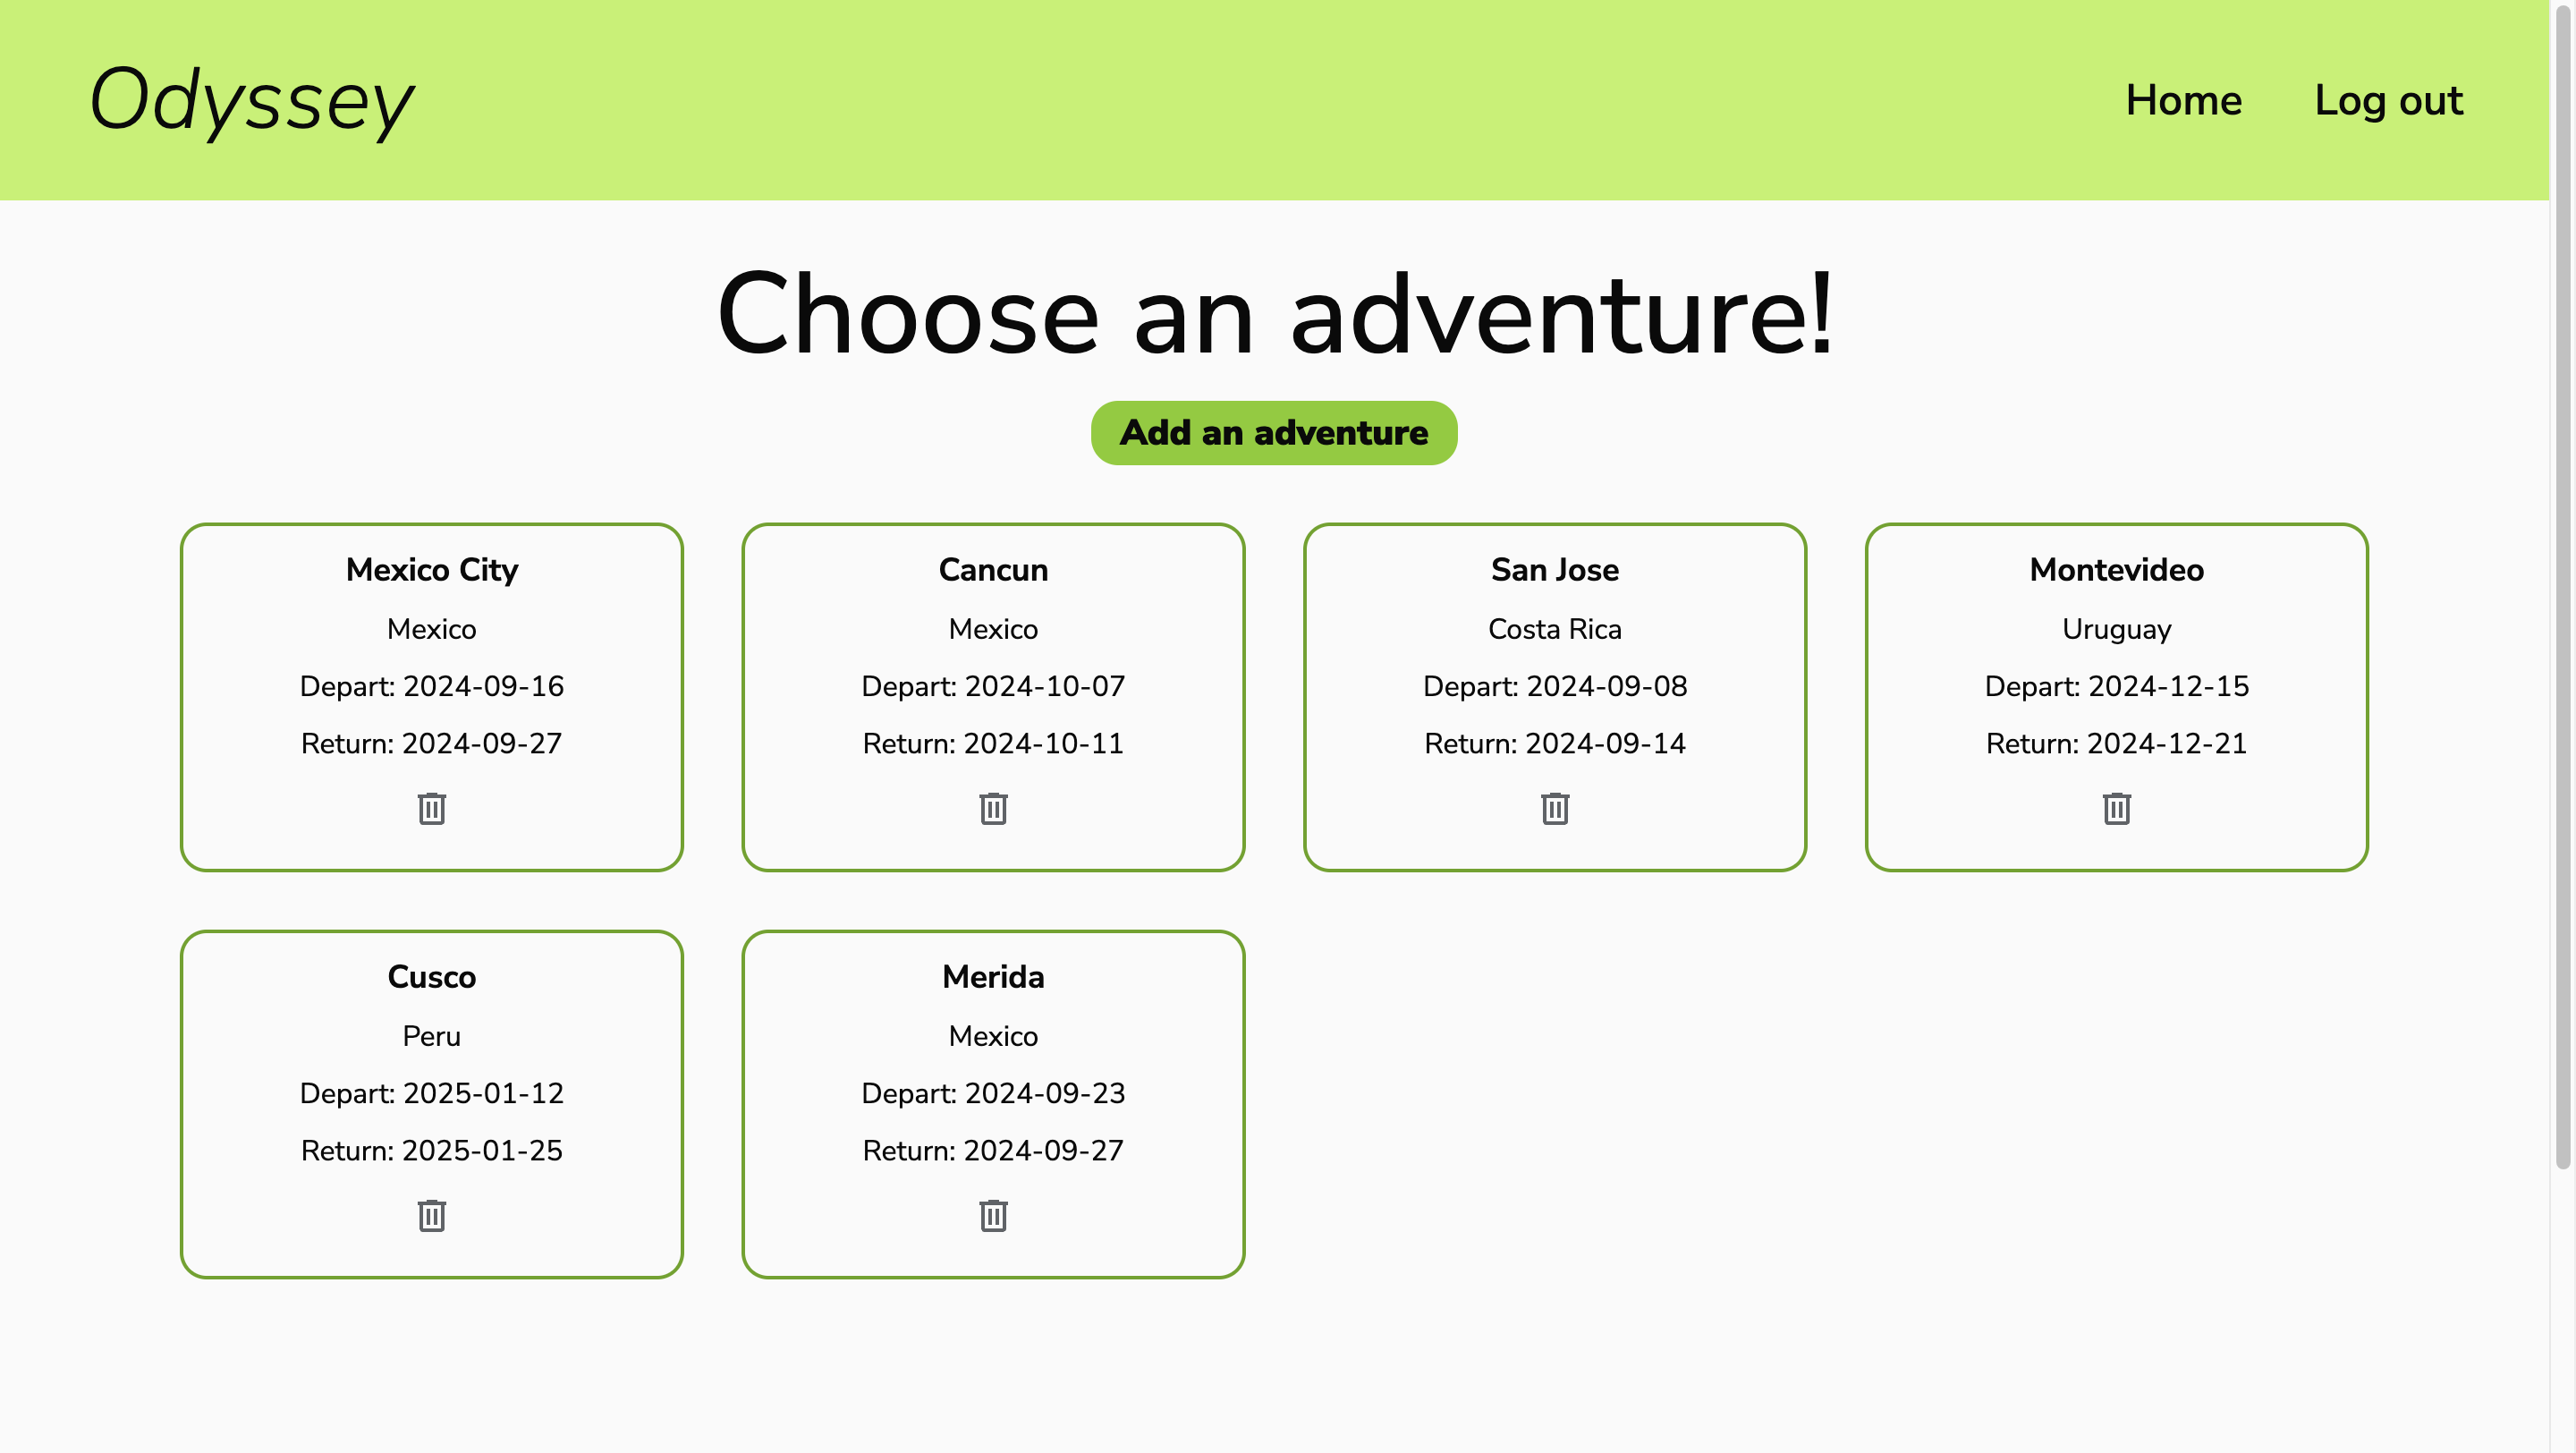 Odyssey
Home
Log out
Choose an adventure!
Add an adventure
Mexico City
Mexico
Depart: 2024-09-16
Return: 2024-09-27
Cancun
Mexico
Depart: 2024-10-07
Return: 2024-10-11
San Jose
Costa Rica
Depart: 2024-09-08
Return: 2024-09-14
Montevideo
Uruguay
Depart: 2024-12-15
Return: 2024-12-21
Cusco
Peru
Depart: 2025-01-12
Return: 2025-01-25
Merida
Mexico
Depart: 2024-09-23
Return: 2024-09-27